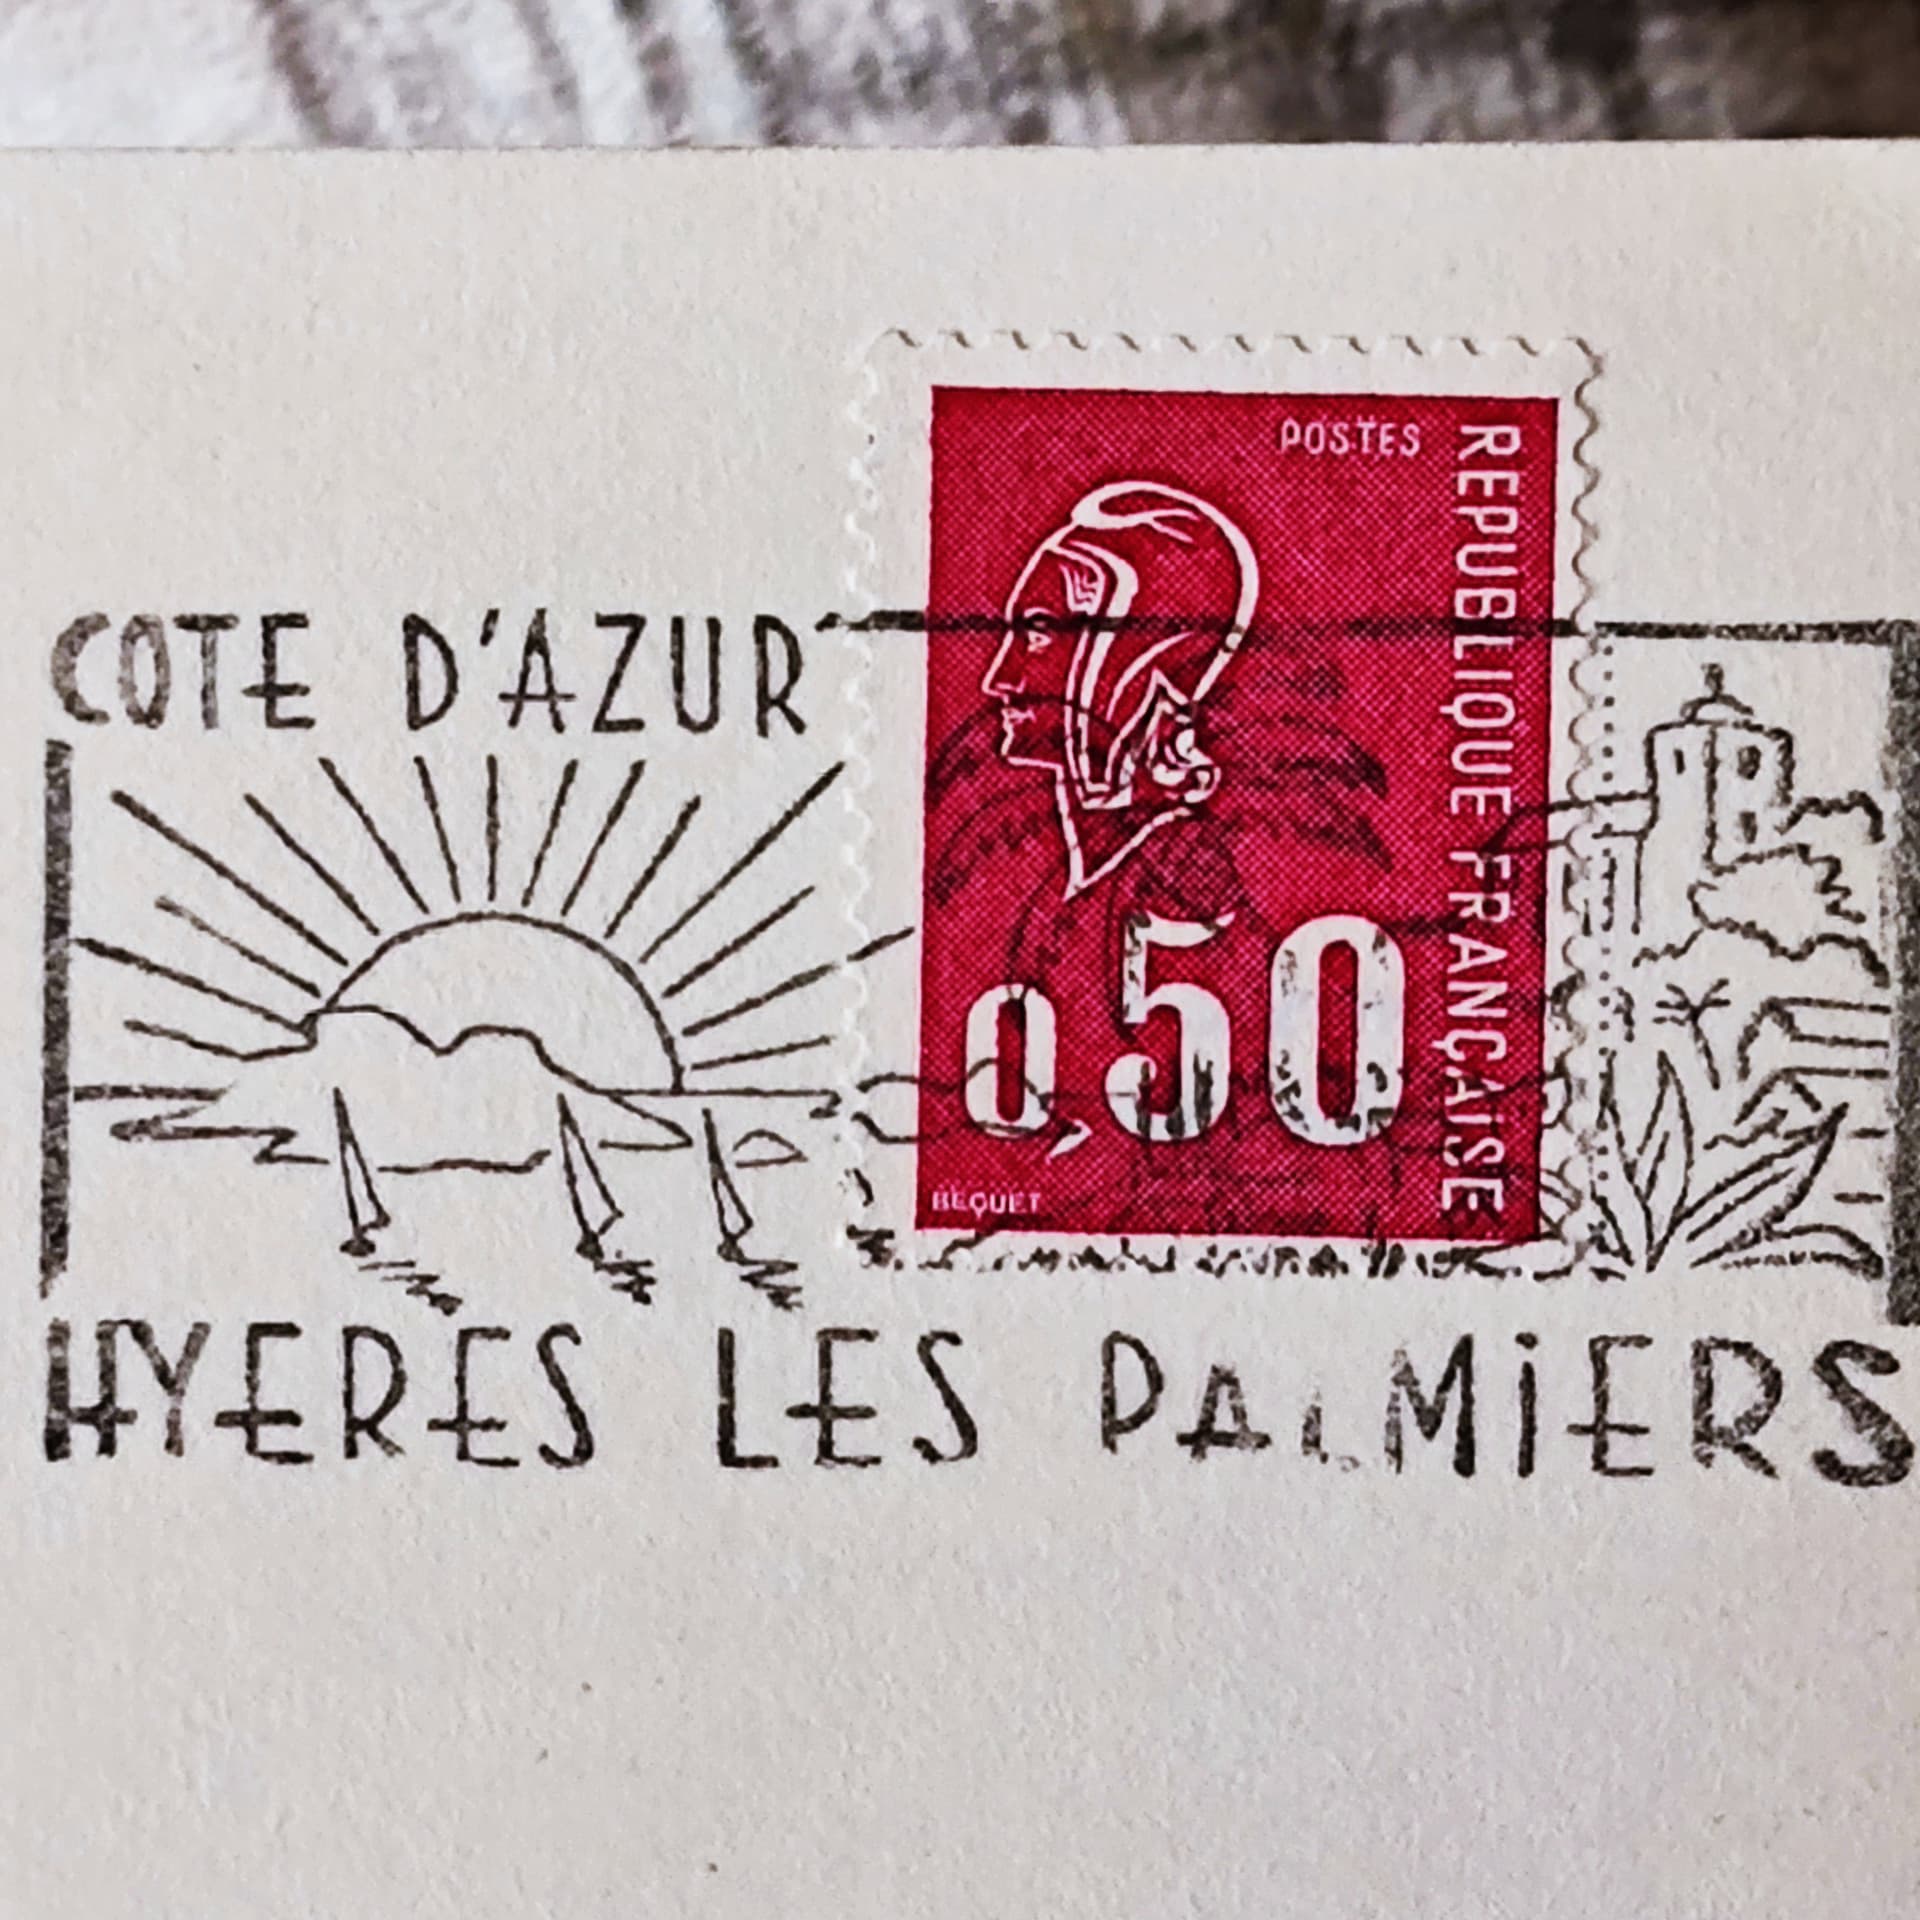 POSTES
REPUBLIQUE FRANÇAISE
COTE D'AZUR
0,50
BEQUET
HYERES LES PALMiERS